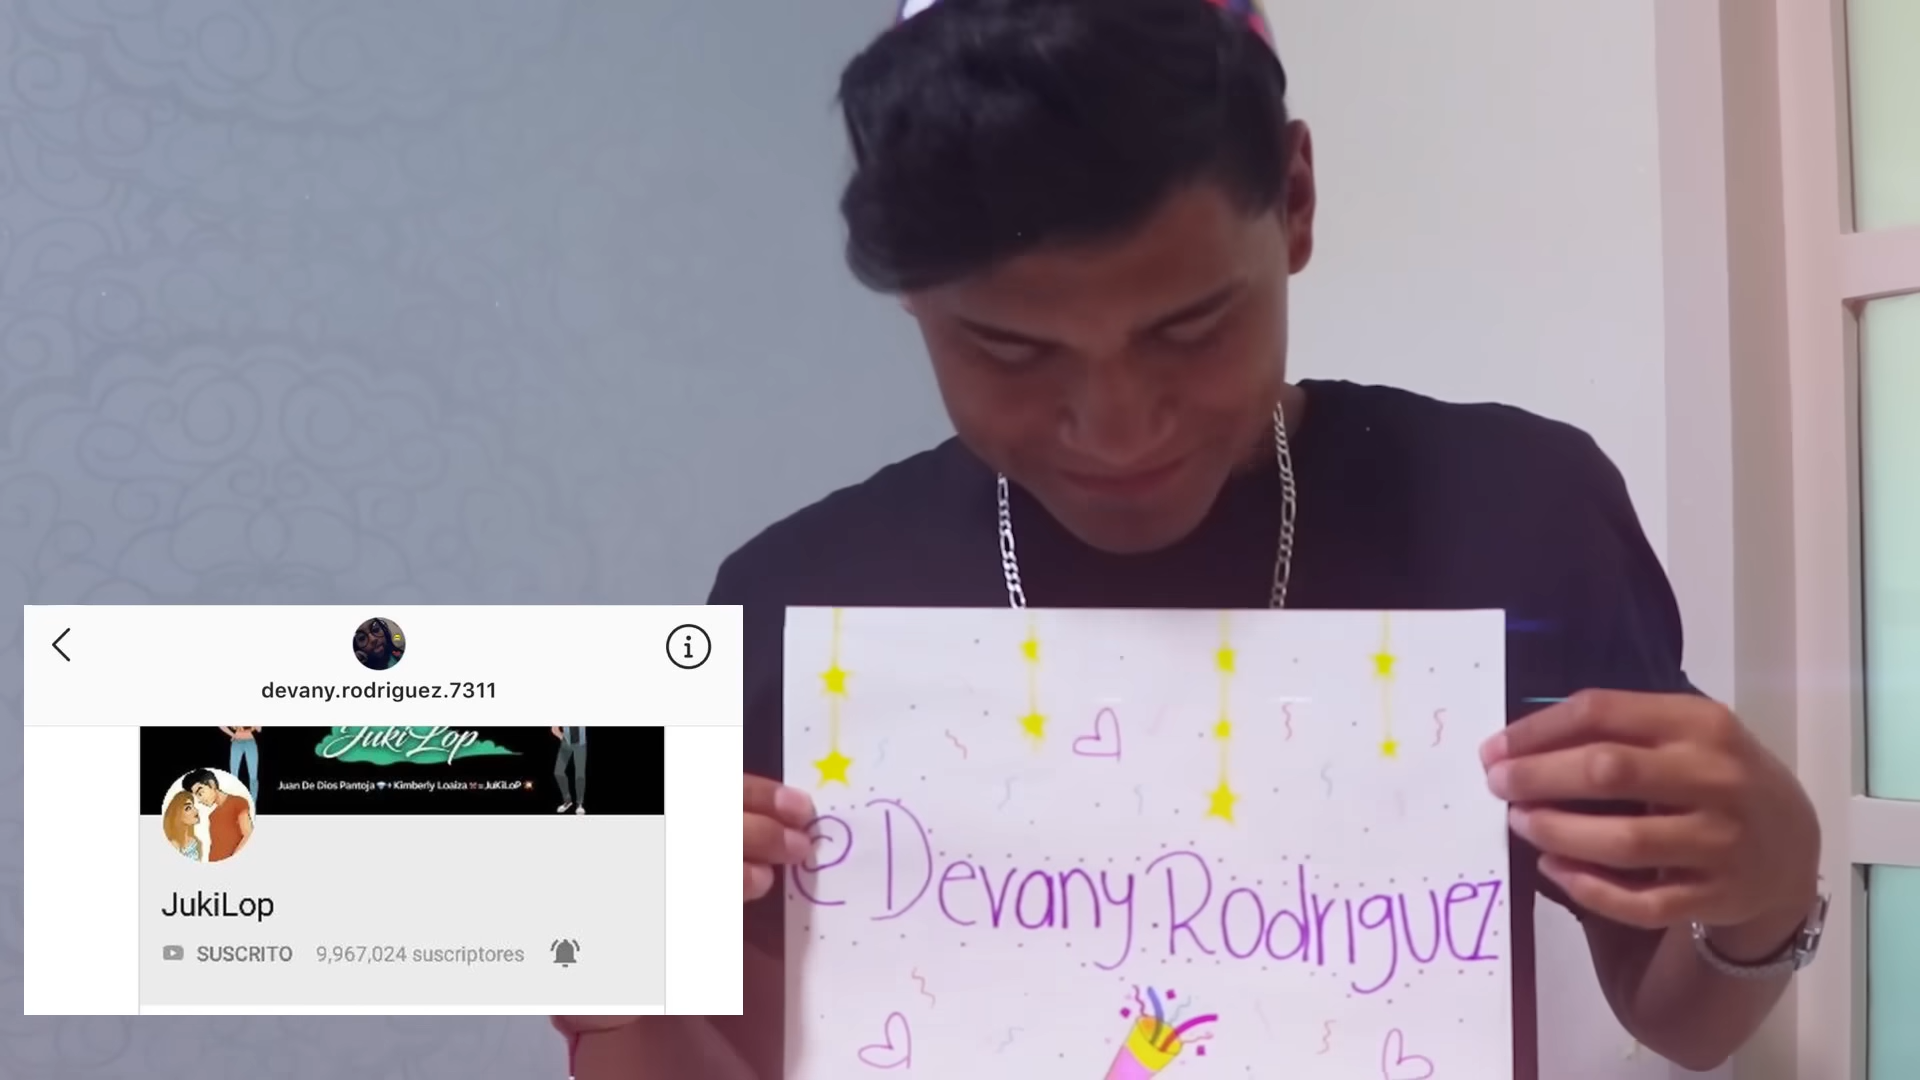 devany.rodriguez.7311
JukiLop
Juan De Dios Pantoja + Kimberly Loaiza = JuKiLoP
JukiLop
SUSCRITO 9,967,024 suscriptores
@DevanyRodriguez